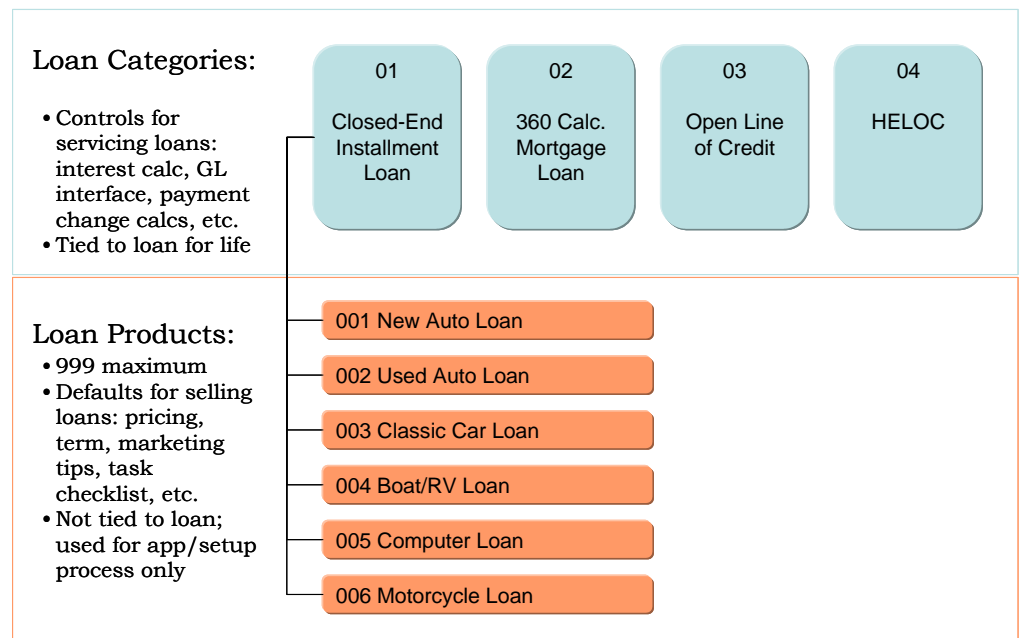 Loan Categories:
• Controls for
servicing loans:
interest calc, GL
interface, payment
change calcs, etc.
• Tied to loan for life
01
Closed-End
Installment
Loan
02
360 Calc.
Mortgage
Loan
03
Open Line
of Credit
04
HELOC
Loan Products:
• 999 maximum
• Defaults for selling
loans: pricing,
term, marketing
tips, task
checklist, etc.
• Not tied to loan;
used for app/setup
process only
001 New Auto Loan
002 Used Auto Loan
003 Classic Car Loan
004 Boat/RV Loan
005 Computer Loan
006 Motorcycle Loan